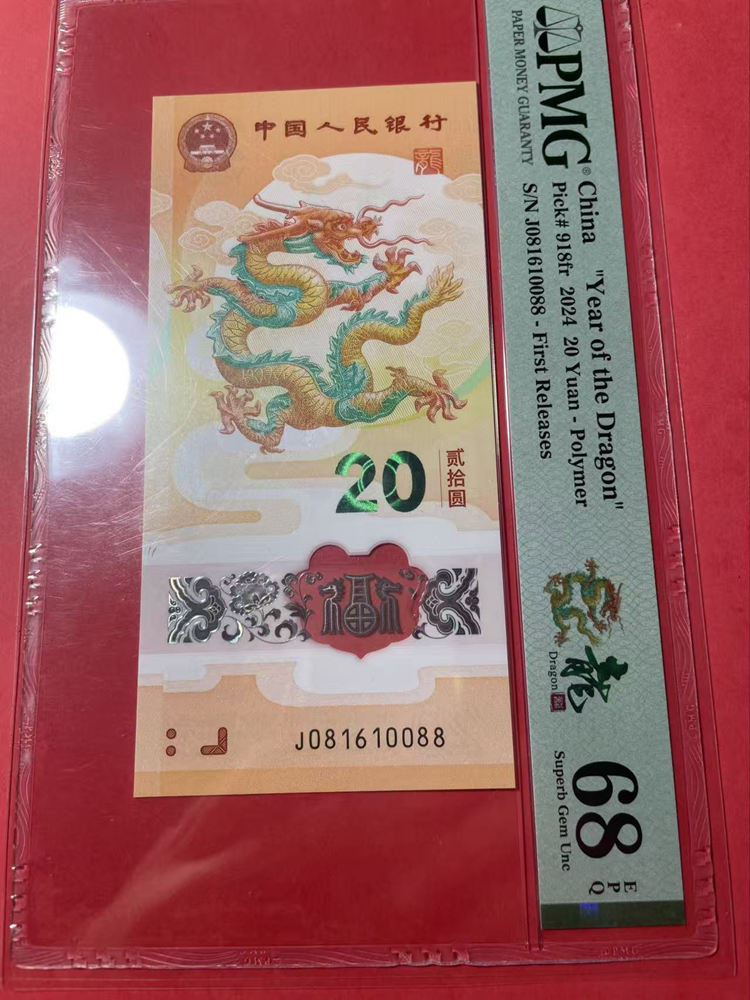 中国人民银行
龍
20
贰拾圆
J081610088
PMG®
PAPER MONEY GUARANTY
China "Year of the Dragon"
Pick# 918fr 2024 20 Yuan - Polymer
S/N J081610088 - First Releases
龍
Dragon
68
EPQ
Superb Gem Unc